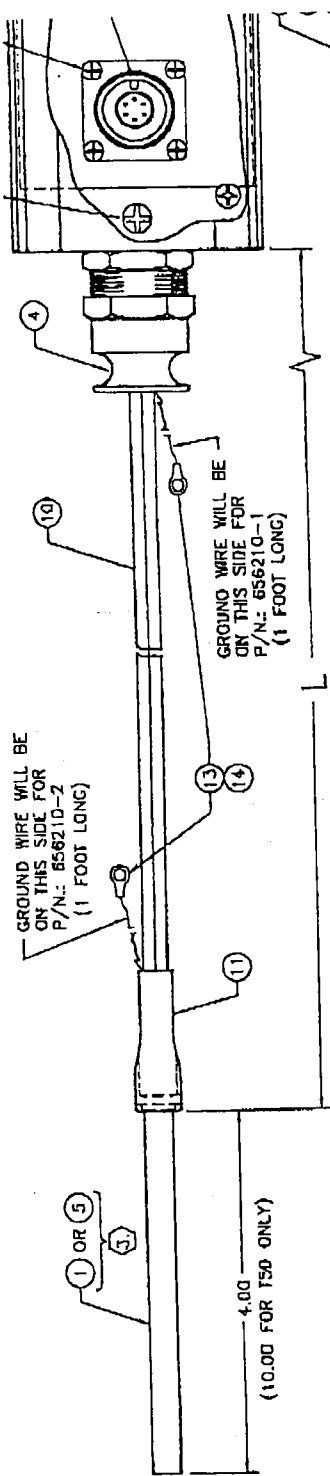 4
10
GROUND WIRE WILL BE
ON THIS SIDE FOR
P/N.: 656210-1
(1 FOOT LONG)
GROUND WIRE WILL BE
ON THIS SIDE FOR
P/N.: 656210-2
(1 FOOT LONG)
13 14
11
1 OR 5
3.
L
4.00
(10.00 FOR T50 ONLY)